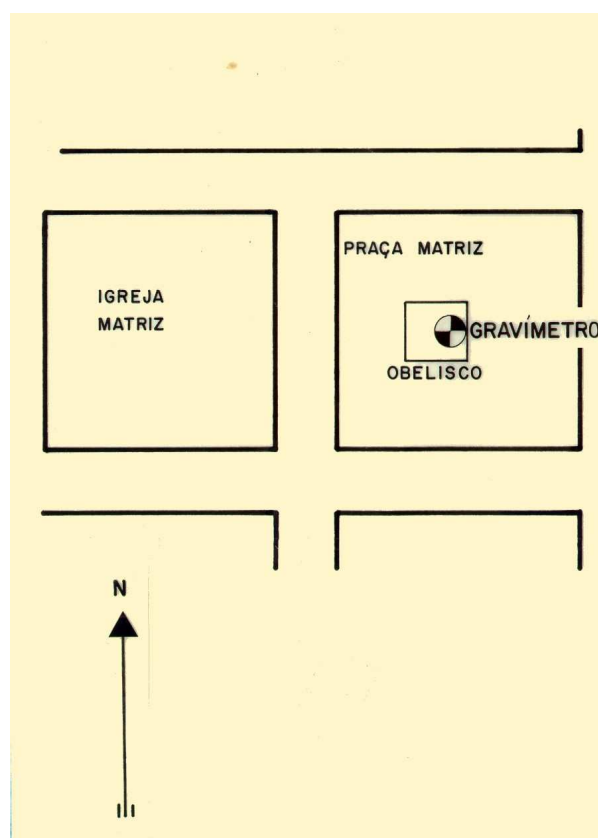 PRAÇA MATRIZ
IGREJA
MATRIZ
GRAVÍMETRO
OBELISCO
N